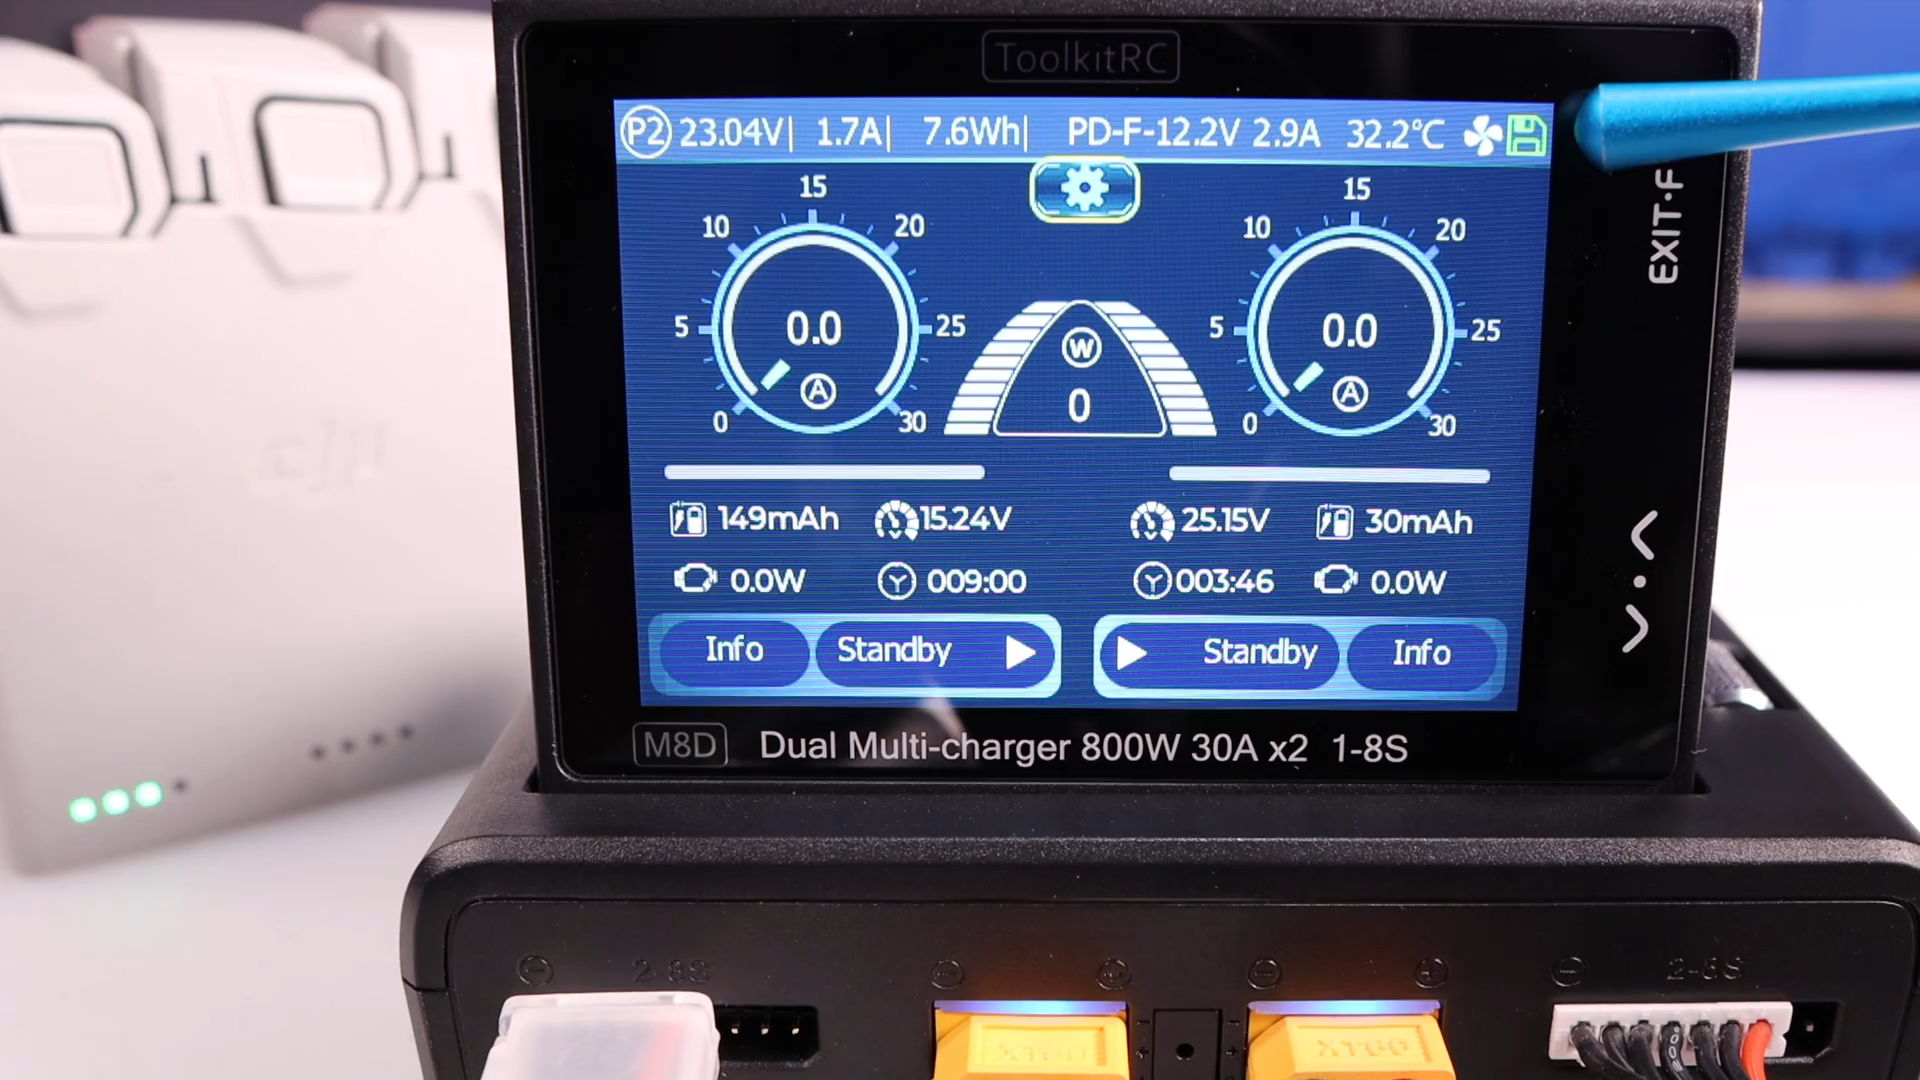 ToolkitRC
P2 23.04V| 1.7A| 7.6Wh| PD-F-12.2V 2.9A 32.2°C
15
10 20
0.0
5 25
A
0 30
W
0
15
10 20
0.0
5 25
A
0 30
149mAh 15.24V 25.15V 30mAh
0.0W 009:00 003:46 0.0W
Info Standby Standby Info
EXIT·F
M8D Dual Multi-charger 800W 30A x2 1-8S
dji
2-8S 2-8S
XT60 XT60